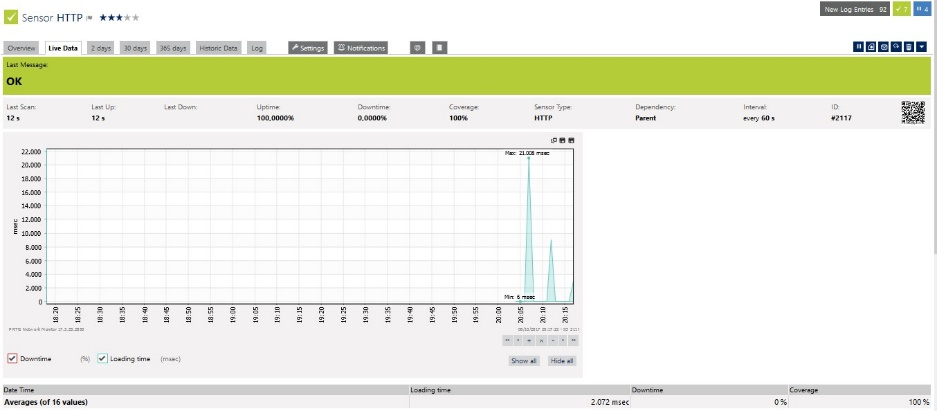 New Log Entries 92 7 4
Sensor HTTP
Overview Live Data 2 days 30 days 365 days Historic Data Log Settings Notifications
Last Message:
OK
Last Scan: Last Up: Last Down: Uptime: Downtime: Coverage: Sensor Type: Dependency: Interval: ID:
12 s 12 s 100,0000% 0,0000% 100% HTTP Parent every 60 s #2117
Max: 21.008 msec
22.000
20.000
18.000
16.000
14.000
12.000
10.000
8.000
6.000
4.000
2.000
0
msec
Min: 6 msec
18:20 18:25 18:30 18:35 18:40 18:45 18:50 18:55 19:00 19:05 19:10 19:15 19:20 19:25 19:30 19:35 19:40 19:45 19:50 19:55 20:00 20:05 20:10 20:15
Downtime (%) Loading time (msec)
Show all Hide all
Date Time Loading time Downtime Coverage
Averages (of 16 values) 2.072 msec 0 % 100 %